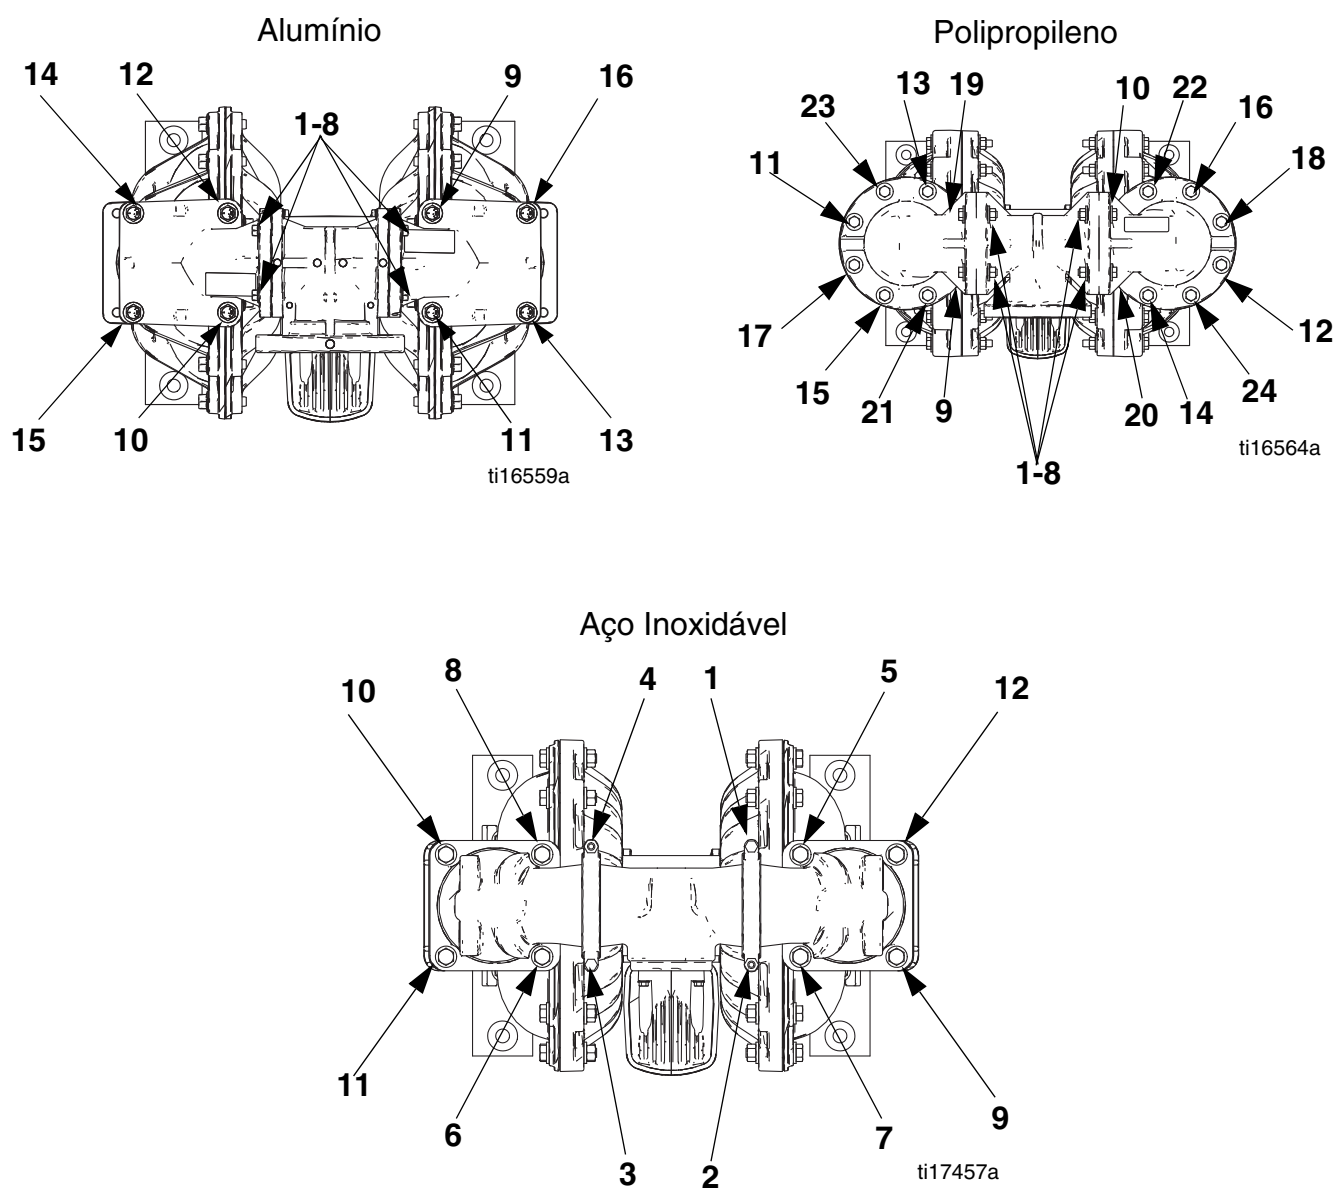 Alumínio
14 12 9 16
1-8
15 10 11 13
ti16559a
Polipropileno
23 13 19 10 22 16
11 18
17 12
15 21 9 20 14 24
1-8
ti16564a
Aço Inoxidável
10 8 4 1 5 12
11 6 3 2 7 9
ti17457a